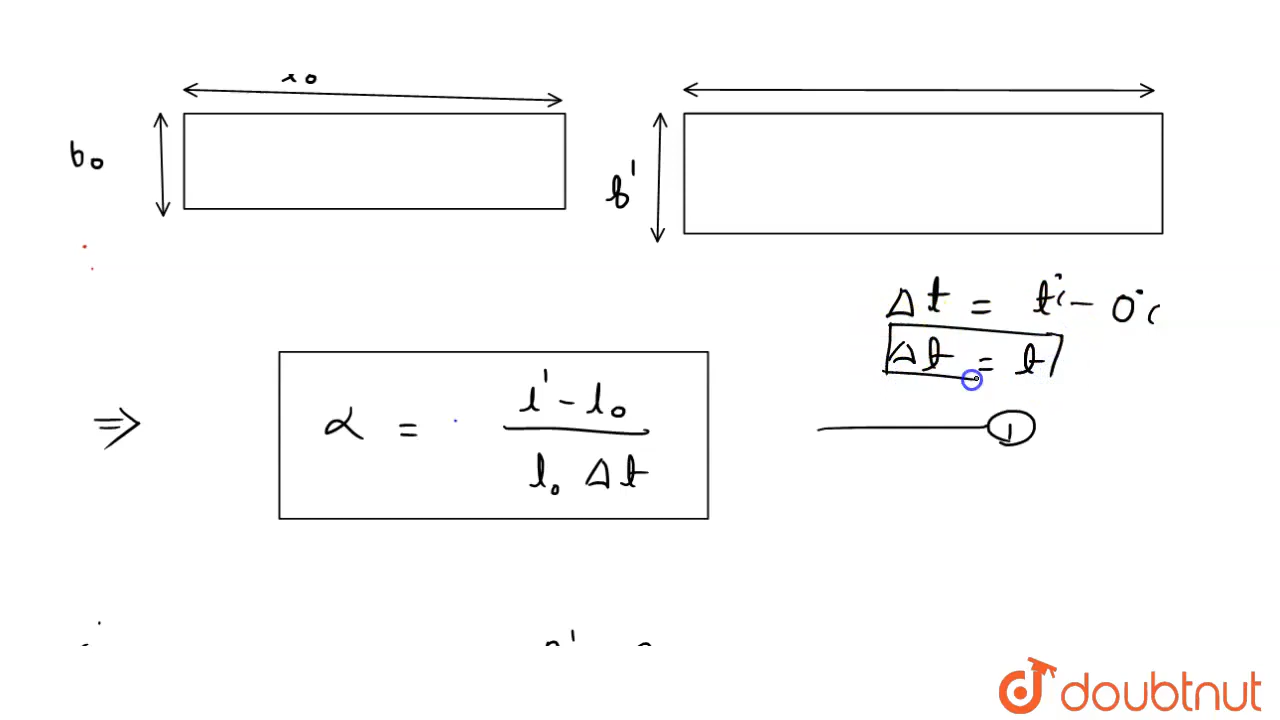 l₀
b₀
b'
Δt = t°c - 0°c
Δt = t
⇒ α = l' - l₀ / l₀ Δt
1
doubtnut